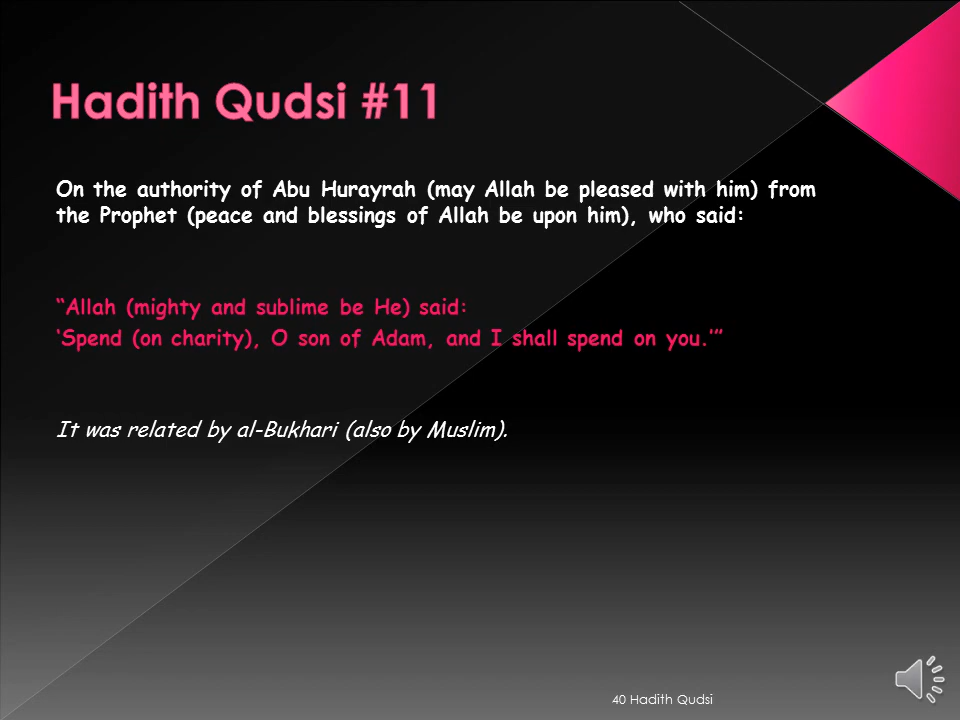 Hadith Qudsi #11
On the authority of Abu Hurayrah (may Allah be pleased with him) from
the Prophet (peace and blessings of Allah be upon him), who said:
“Allah (mighty and sublime be He) said:
‘Spend (on charity), O son of Adam, and I shall spend on you.'”
It was related by al-Bukhari (also by Muslim).
40 Hadith Qudsi